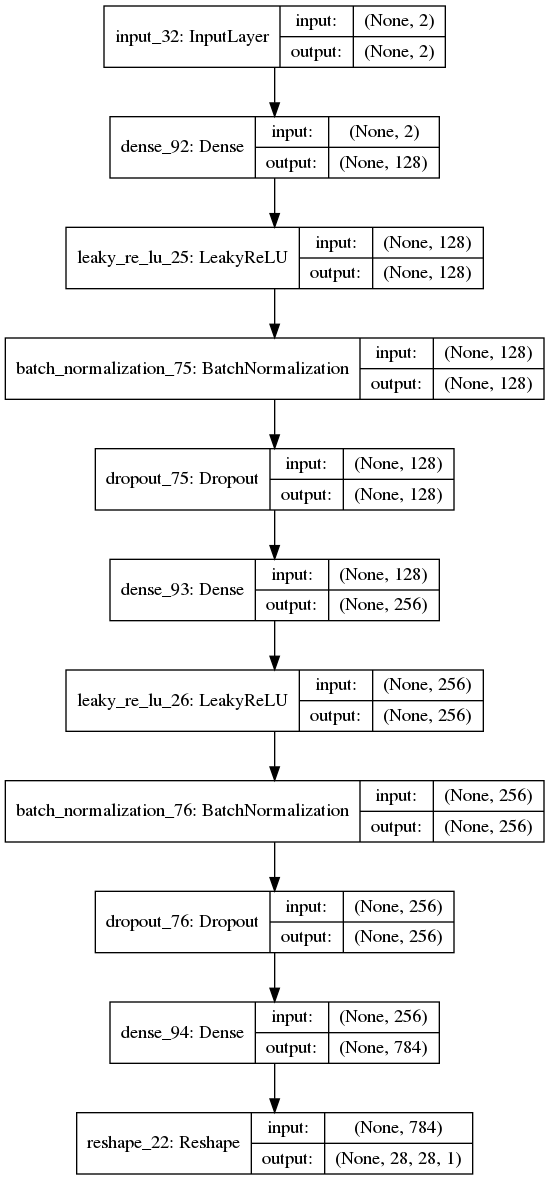 input_32: InputLayer
input: (None, 2)
output: (None, 2)
dense_92: Dense
input: (None, 2)
output: (None, 128)
leaky_re_lu_25: LeakyReLU
input: (None, 128)
output: (None, 128)
batch_normalization_75: BatchNormalization
input: (None, 128)
output: (None, 128)
dropout_75: Dropout
input: (None, 128)
output: (None, 128)
dense_93: Dense
input: (None, 128)
output: (None, 256)
leaky_re_lu_26: LeakyReLU
input: (None, 256)
output: (None, 256)
batch_normalization_76: BatchNormalization
input: (None, 256)
output: (None, 256)
dropout_76: Dropout
input: (None, 256)
output: (None, 256)
dense_94: Dense
input: (None, 256)
output: (None, 784)
reshape_22: Reshape
input: (None, 784)
output: (None, 28, 28, 1)